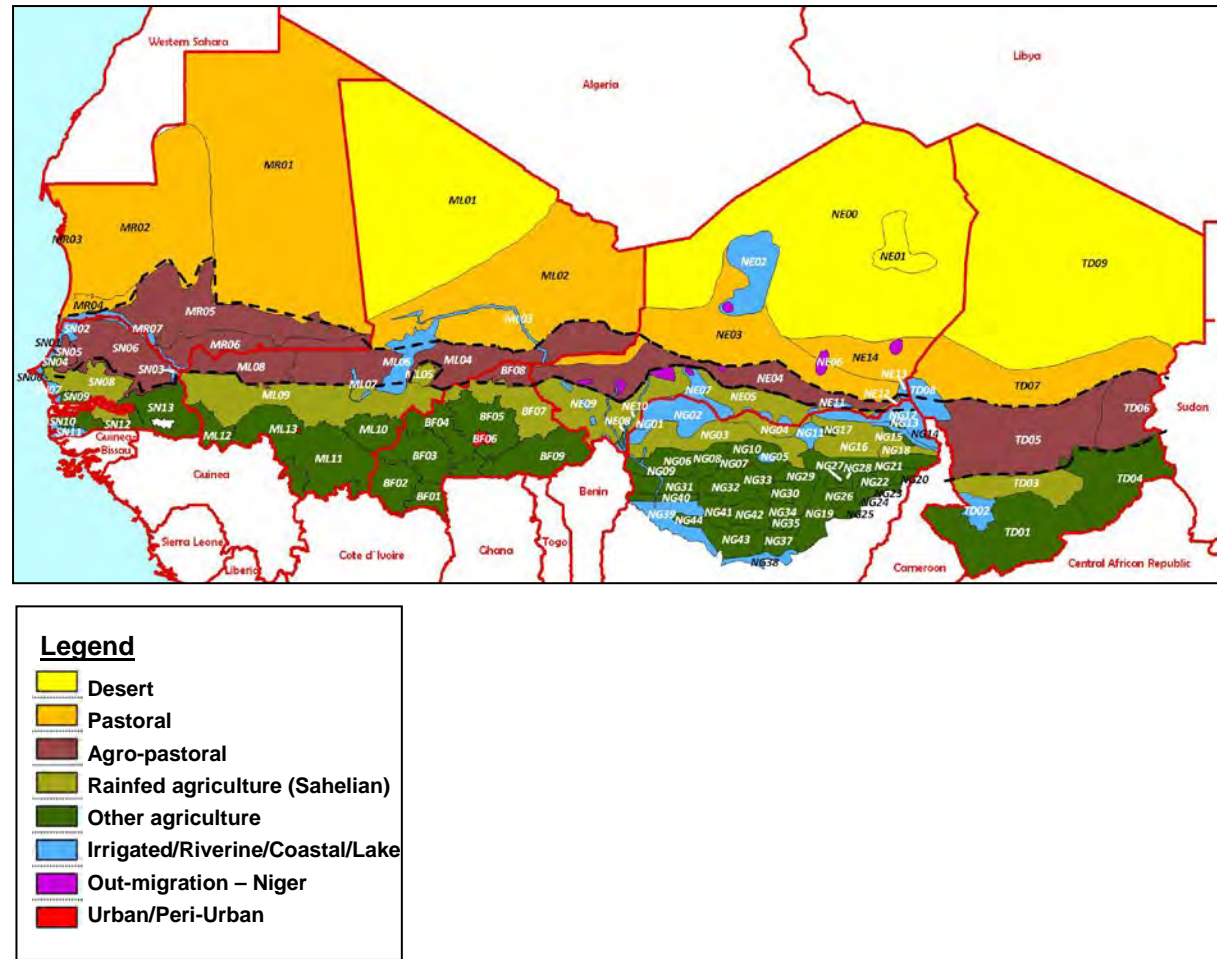 Western Sahara
Libya
Algeria
MR01
MR02
MR03
ML01
NE00
NE01
NE02
TD09
ML02
MR04
MR05
ML03
NE03
SN02
MR07
SN01
SN05
SN06
MR06
SN04
SN03
ML08
ML06
ML04
ML07
ML05
BF08
NE04
NE06
NE14
NE13
NE12
TD08
TD07
TD06
Sudan
SN08
SN09
ML09
NE09
NE10
NE07
NE05
NE11
NE08
NG01
NG02
NG04
NG12
NG13
NG14
TD05
SN10
SN11
SN12
SN13
ML12
ML13
ML10
BF04
BF05
BF07
BF06
NG03
NG11
NG17
NG16
NG15
NG18
Guinea
Bissau
Guinea
ML11
BF03
BF09
BF02
BF01
Benin
NG06
NG08
NG10
NG07
NG05
NG09
NG31
NG40
NG32
NG33
NG29
NG27
NG28
NG21
NG20
NG22
NG23
NG24
NG25
NG26
NG30
NG39
NG44
NG41
NG42
NG34
NG35
NG19
NG43
NG37
NG38
TD03
TD04
TD02
TD01
Sierra Leone
Liberia
Cote d'Ivoire
Ghana
Togo
Cameroon
Central African Republic
Legend
Desert
Pastoral
Agro-pastoral
Rainfed agriculture (Sahelian)
Other agriculture
Irrigated/Riverine/Coastal/Lake
Out-migration – Niger
Urban/Peri-Urban